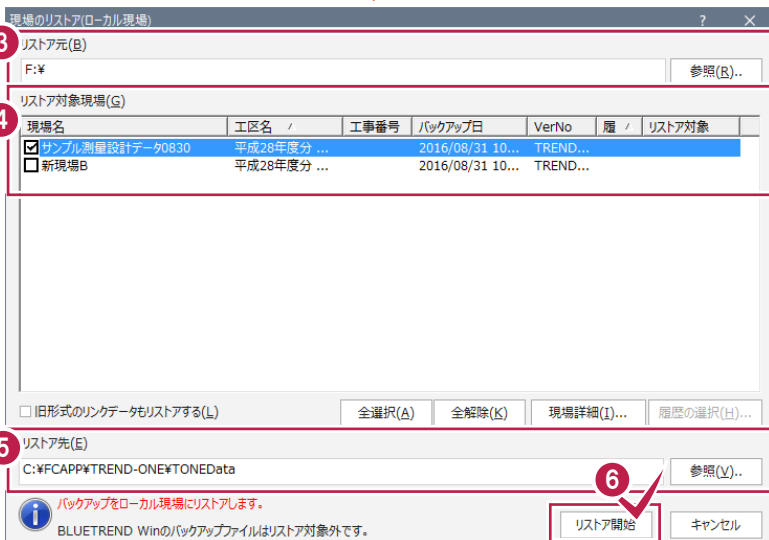 現場のリストア(ローカル現場) ? ×
3
リストア元(B)
F:¥ 参照(R)..
4
リストア対象現場(G)
現場名 工区名 工事番号 バックアップ日 VerNo 履 リストア対象
サンプル測量設計データ0830 平成28年度分 ... 2016/08/31 10... TREND...
新現場B 平成28年度分 ... 2016/08/31 10... TREND...
旧形式のリンクデータもリストアする(L) 全選択(A) 全解除(K) 現場詳細(I)... 履歴の選択(H)...
5
リストア先(E)
C:¥FCAPP¥TREND-ONE¥TONEData 参照(V)..
6
バックアップをローカル現場にリストアします。
BLUETREND Winのバックアップファイルはリストア対象外です。 リストア開始 キャンセル